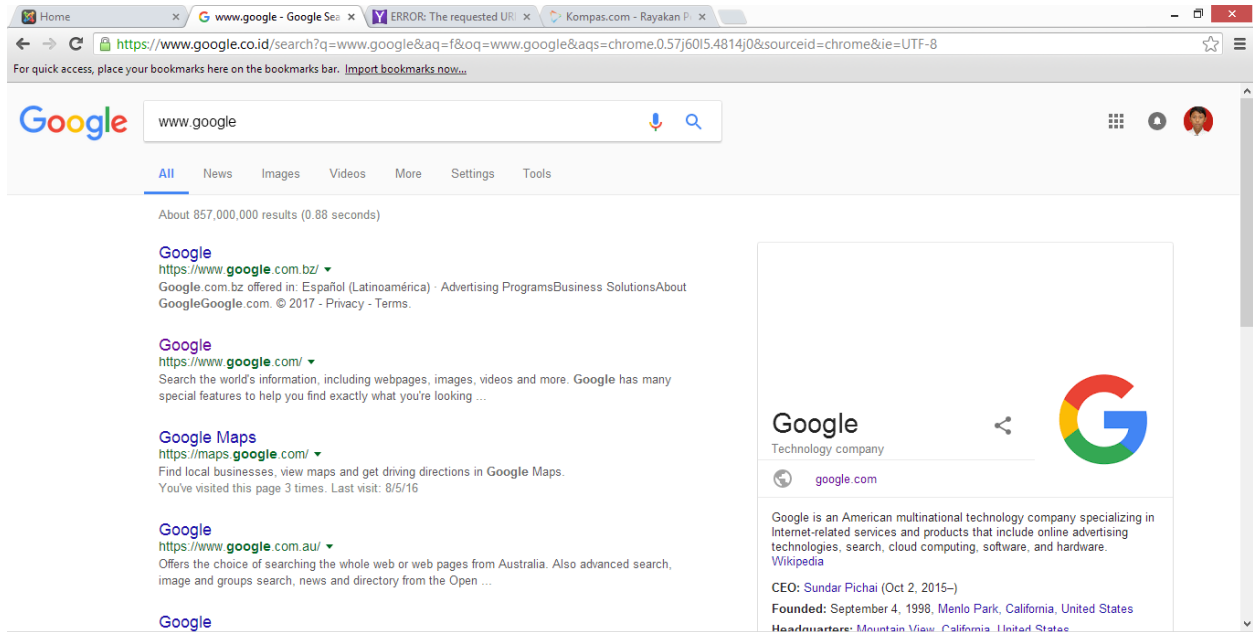 Home
www.google - Google Sea
ERROR: The requested URL
Kompas.com - Rayakan P
https://www.google.co.id/search?q=www.google&aq=f&oq=www.google&aqs=chrome.0.57j60l5.4814j0&sourceid=chrome&ie=UTF-8
For quick access, place your bookmarks here on the bookmarks bar. Import bookmarks now...
Google
www.google
All News Images Videos More Settings Tools
About 857,000,000 results (0.88 seconds)
Google
https://www.google.com.bz/
Google.com.bz offered in: Español (Latinoamérica) · Advertising ProgramsBusiness SolutionsAbout
GoogleGoogle.com. © 2017 - Privacy - Terms.
Google
https://www.google.com/
Search the world's information, including webpages, images, videos and more. Google has many
special features to help you find exactly what you're looking ...
Google Maps
https://maps.google.com/
Find local businesses, view maps and get driving directions in Google Maps.
You've visited this page 3 times. Last visit: 8/5/16
Google
https://www.google.com.au/
Offers the choice of searching the whole web or web pages from Australia. Also advanced search,
image and groups search, news and directory from the Open ...
Google
Google
Technology company
google.com
Google is an American multinational technology company specializing in
Internet-related services and products that include online advertising
technologies, search, cloud computing, software, and hardware.
Wikipedia
CEO: Sundar Pichai (Oct 2, 2015–)
Founded: September 4, 1998, Menlo Park, California, United States
Headquarters: Mountain View, California, United States